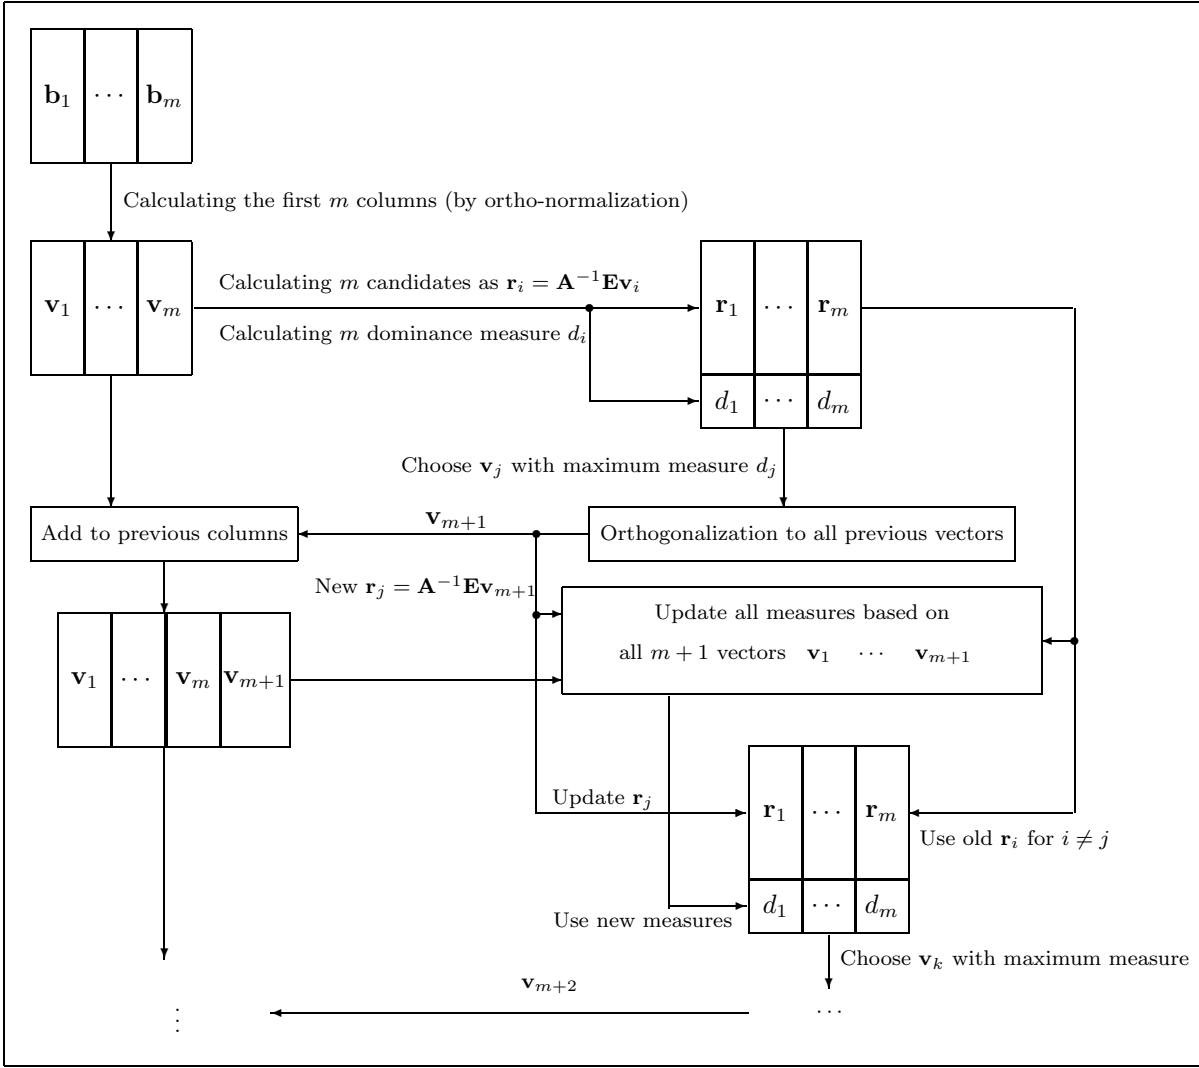 b₁ ⋯ bₘ
Calculating the first m columns (by ortho-normalization)
v₁ ⋯ vₘ
Calculating m candidates as rᵢ = A⁻¹Evᵢ
Calculating m dominance measure dᵢ
r₁ ⋯ rₘ
d₁ ⋯ dₘ
Choose vⱼ with maximum measure dⱼ
Add to previous columns
vₘ₊₁
Orthogonalization to all previous vectors
New rⱼ = A⁻¹Evₘ₊₁
Update all measures based on
all m + 1 vectors v₁ ⋯ vₘ₊₁
v₁ ⋯ vₘ vₘ₊₁
Update rⱼ
r₁ ⋯ rₘ
Use old rᵢ for i ≠ j
d₁ ⋯ dₘ
Use new measures
Choose vₖ with maximum measure
vₘ₊₂
⋮
⋯